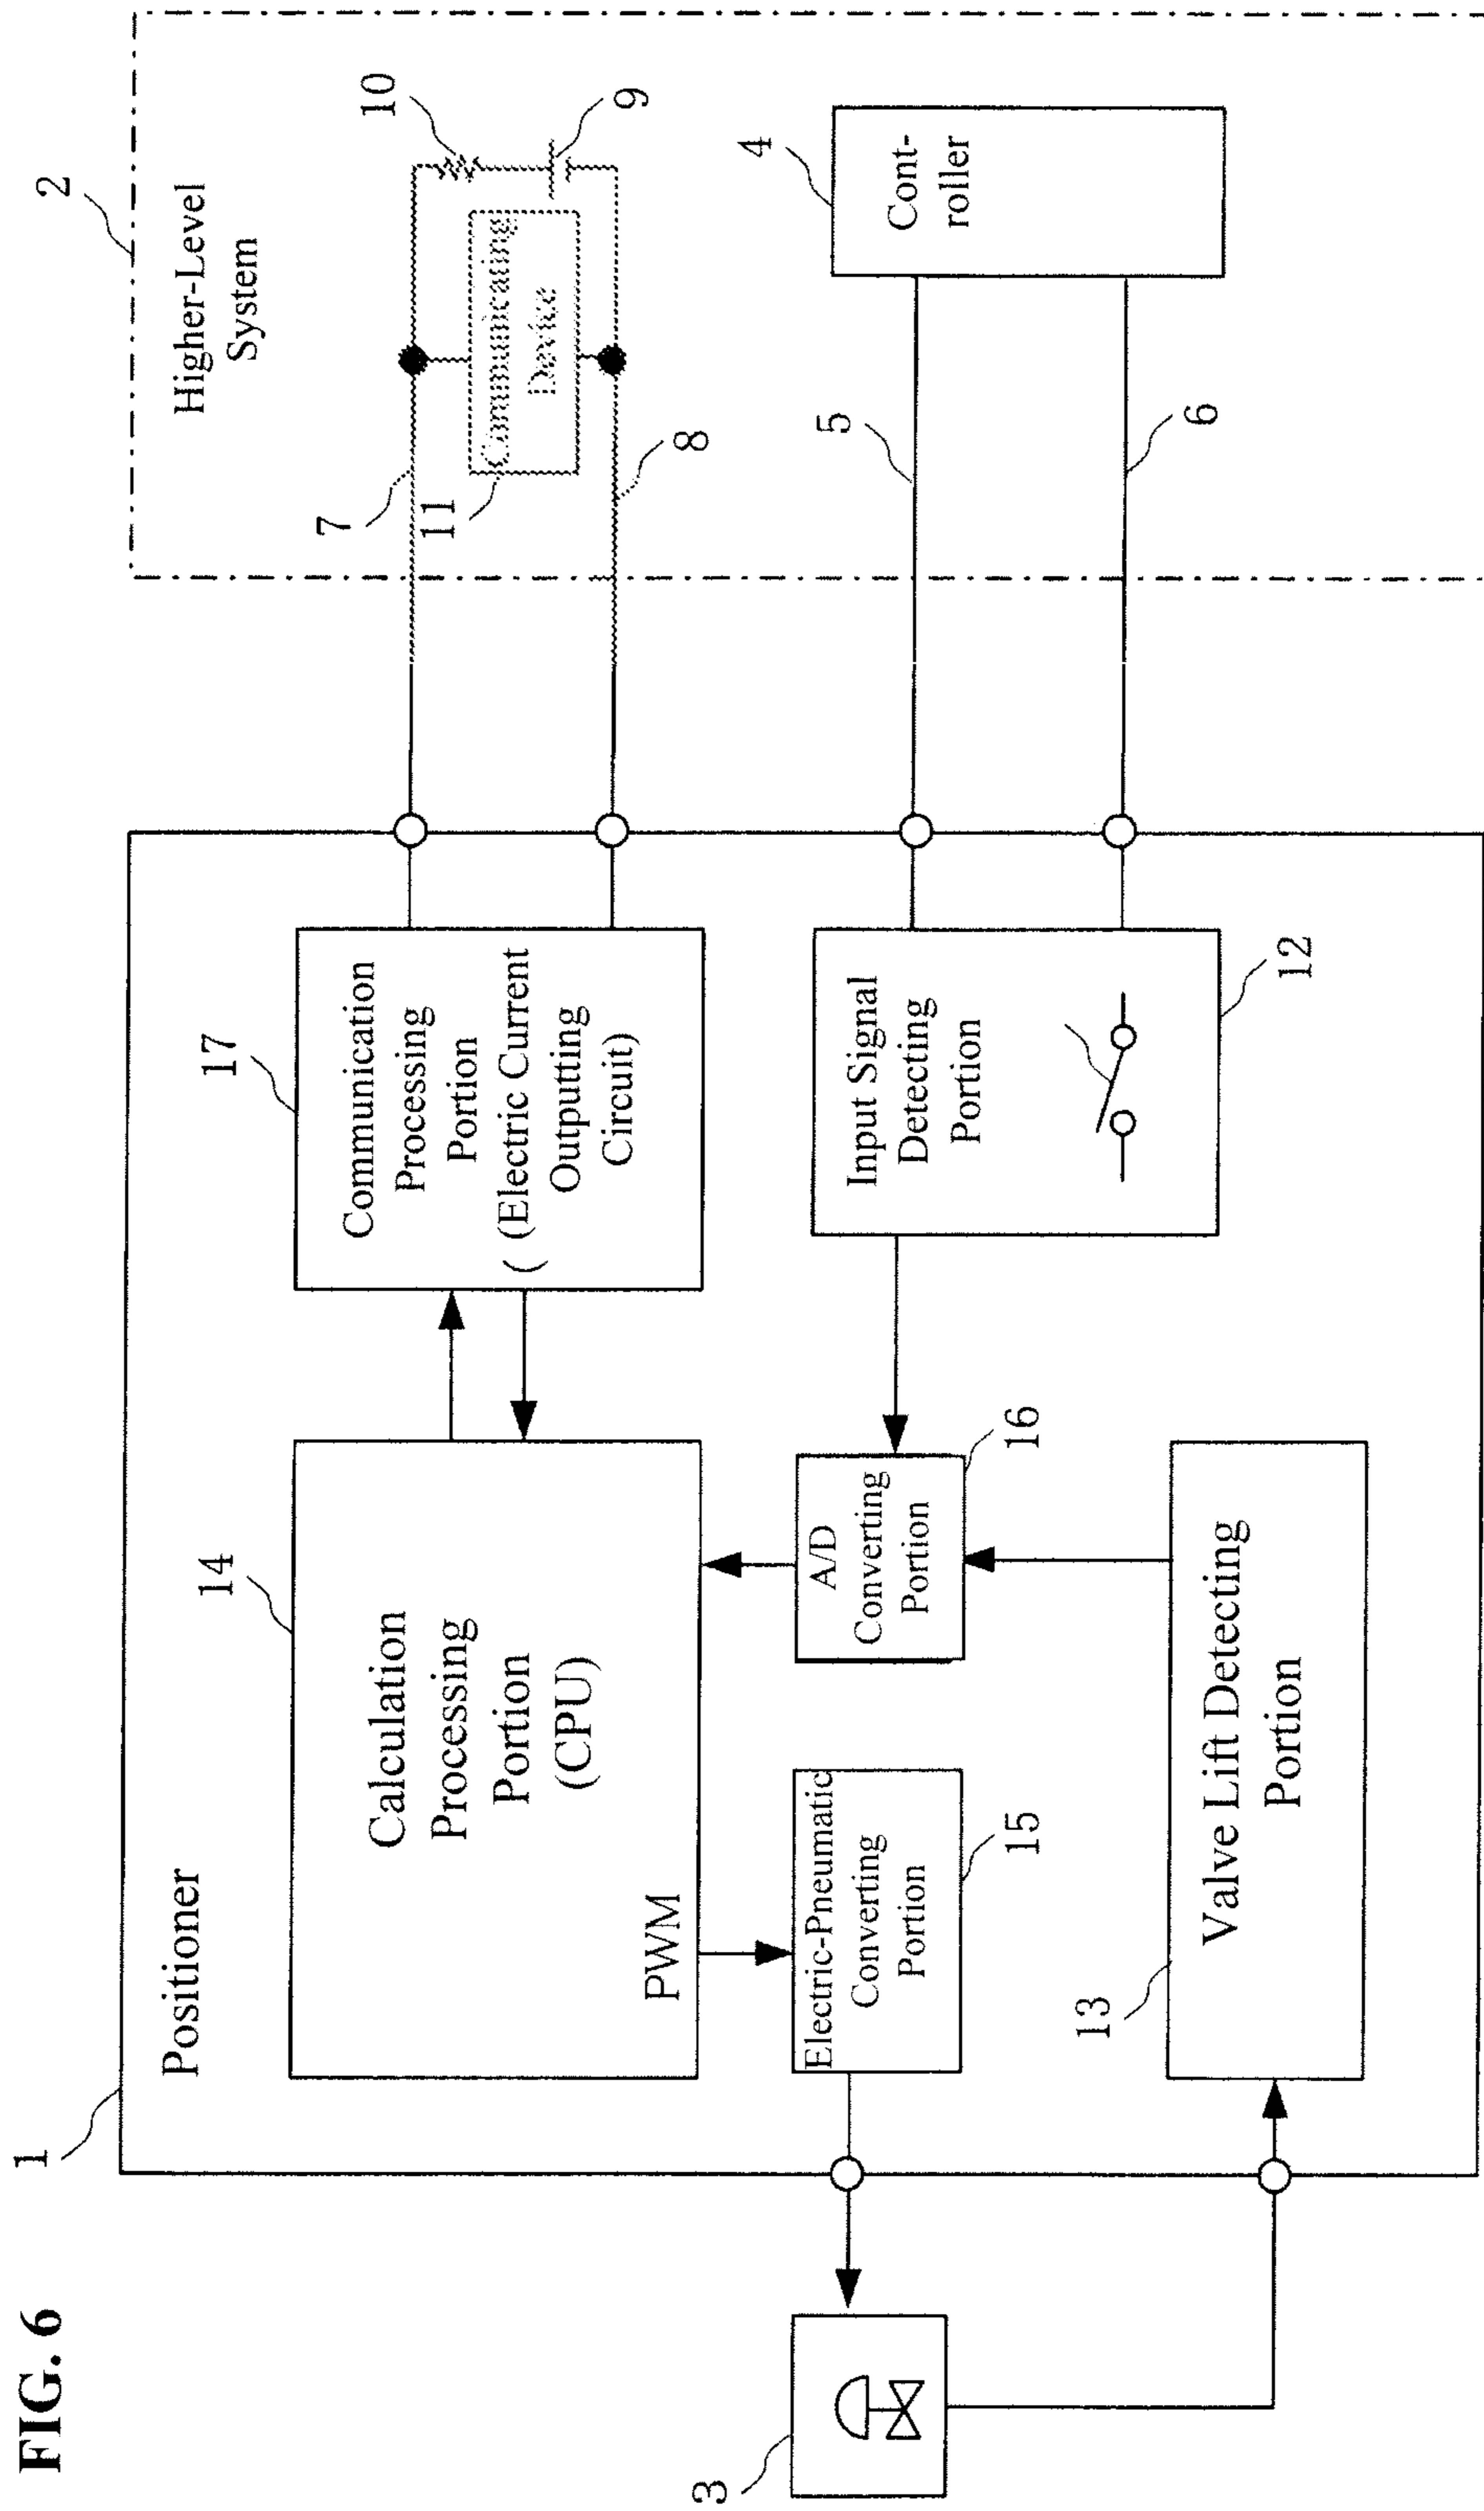 FIG. 6
1
Positioner
2
Higher-Level
System
14
Calculation
Processing
Portion
(CPU)
PWM
17
Communication
Processing
Portion
( (Electric Current
Outputting
Circuit)
7
11
Communicating
Device
8
10
9
3
Electric-Pneumatic
Converting
Portion
15
A/D
Converting
Portion
16
Input Signal
Detecting
Portion
12
5
6
4
Cont-
roller
13
Valve Lift Detecting
Portion